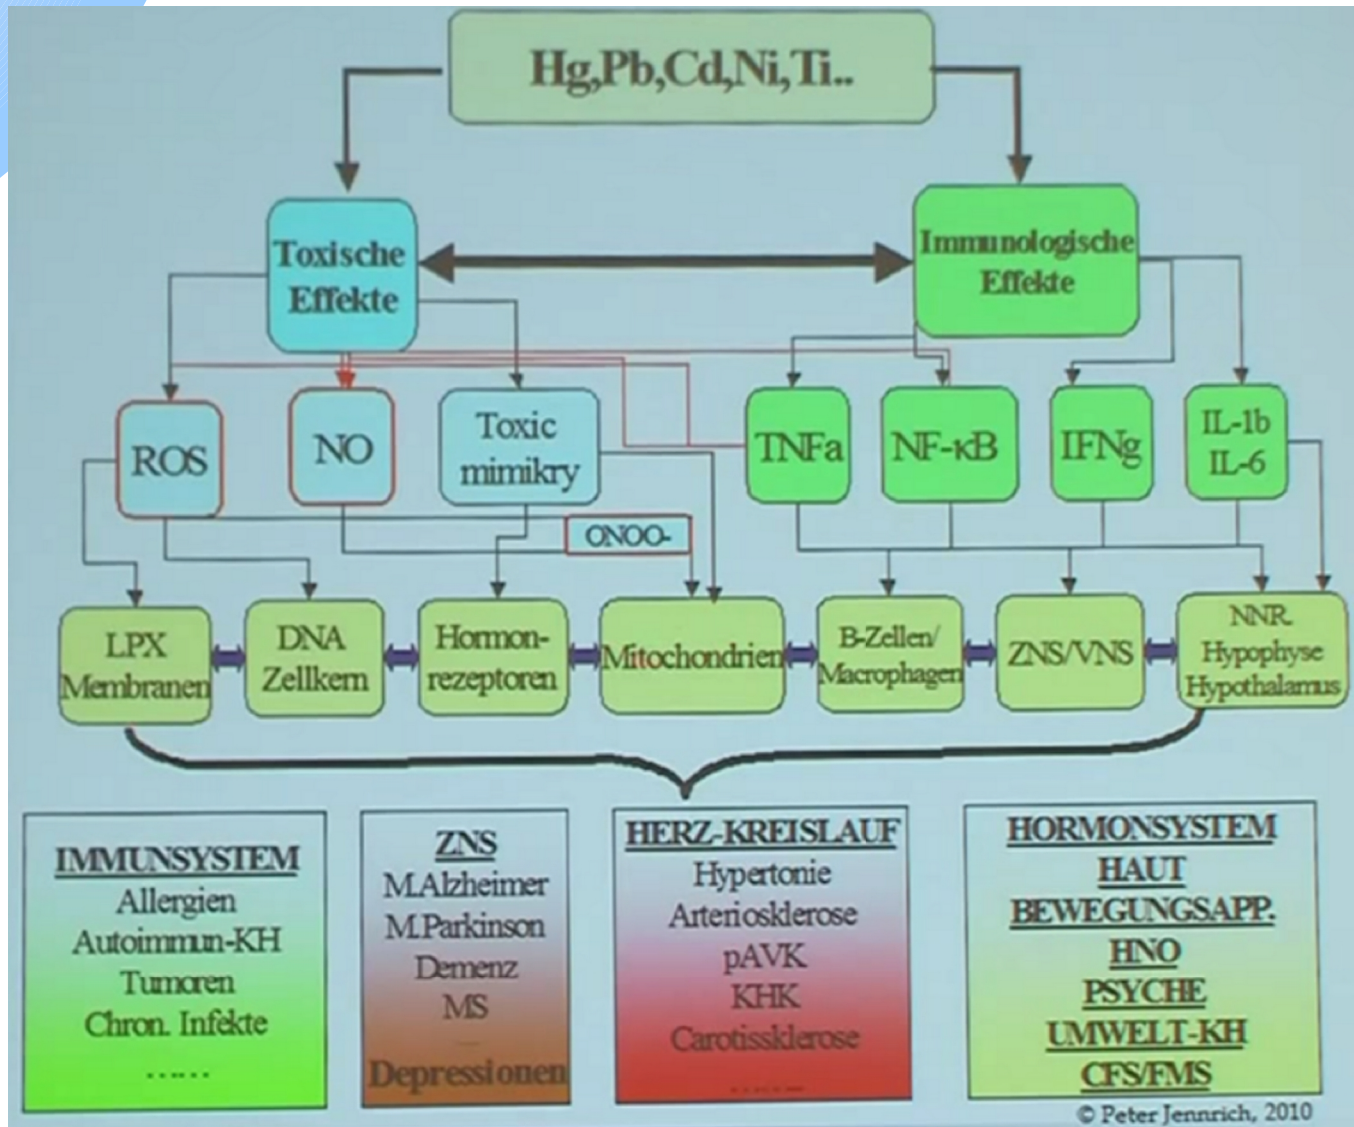 Hg,Pb,Cd,Ni,Ti..
Toxische
Effekte
Immunologische
Effekte
ROS
NO
Toxic
mimikry
TNFa
NF-κB
IFNg
IL-1b
IL-6
ONOO-
LPX
Membranen
DNA
Zellkern
Hormon-
rezeptoren
Mitochondrien
B-Zellen/
Macrophagen
ZNS/VNS
NNR.
Hypophyse
Hypothalamus
IMMUNSYSTEM
Allergien
Autoimmun-KH
Tumoren
Chron. Infekte
......
ZNS
M.Alzheimer
M.Parkinson
Demenz
MS
....
Depressionen
HERZ-KREISLAUF
Hypertonie
Arteriosklerose
pAVK
KHK
Carotissklerose
......
HORMONSYSTEM
HAUT
BEWEGUNGSAPP.
HNO
PSYCHE
UMWELT-KH
CFS/FMS
© Peter Jennrich, 2010